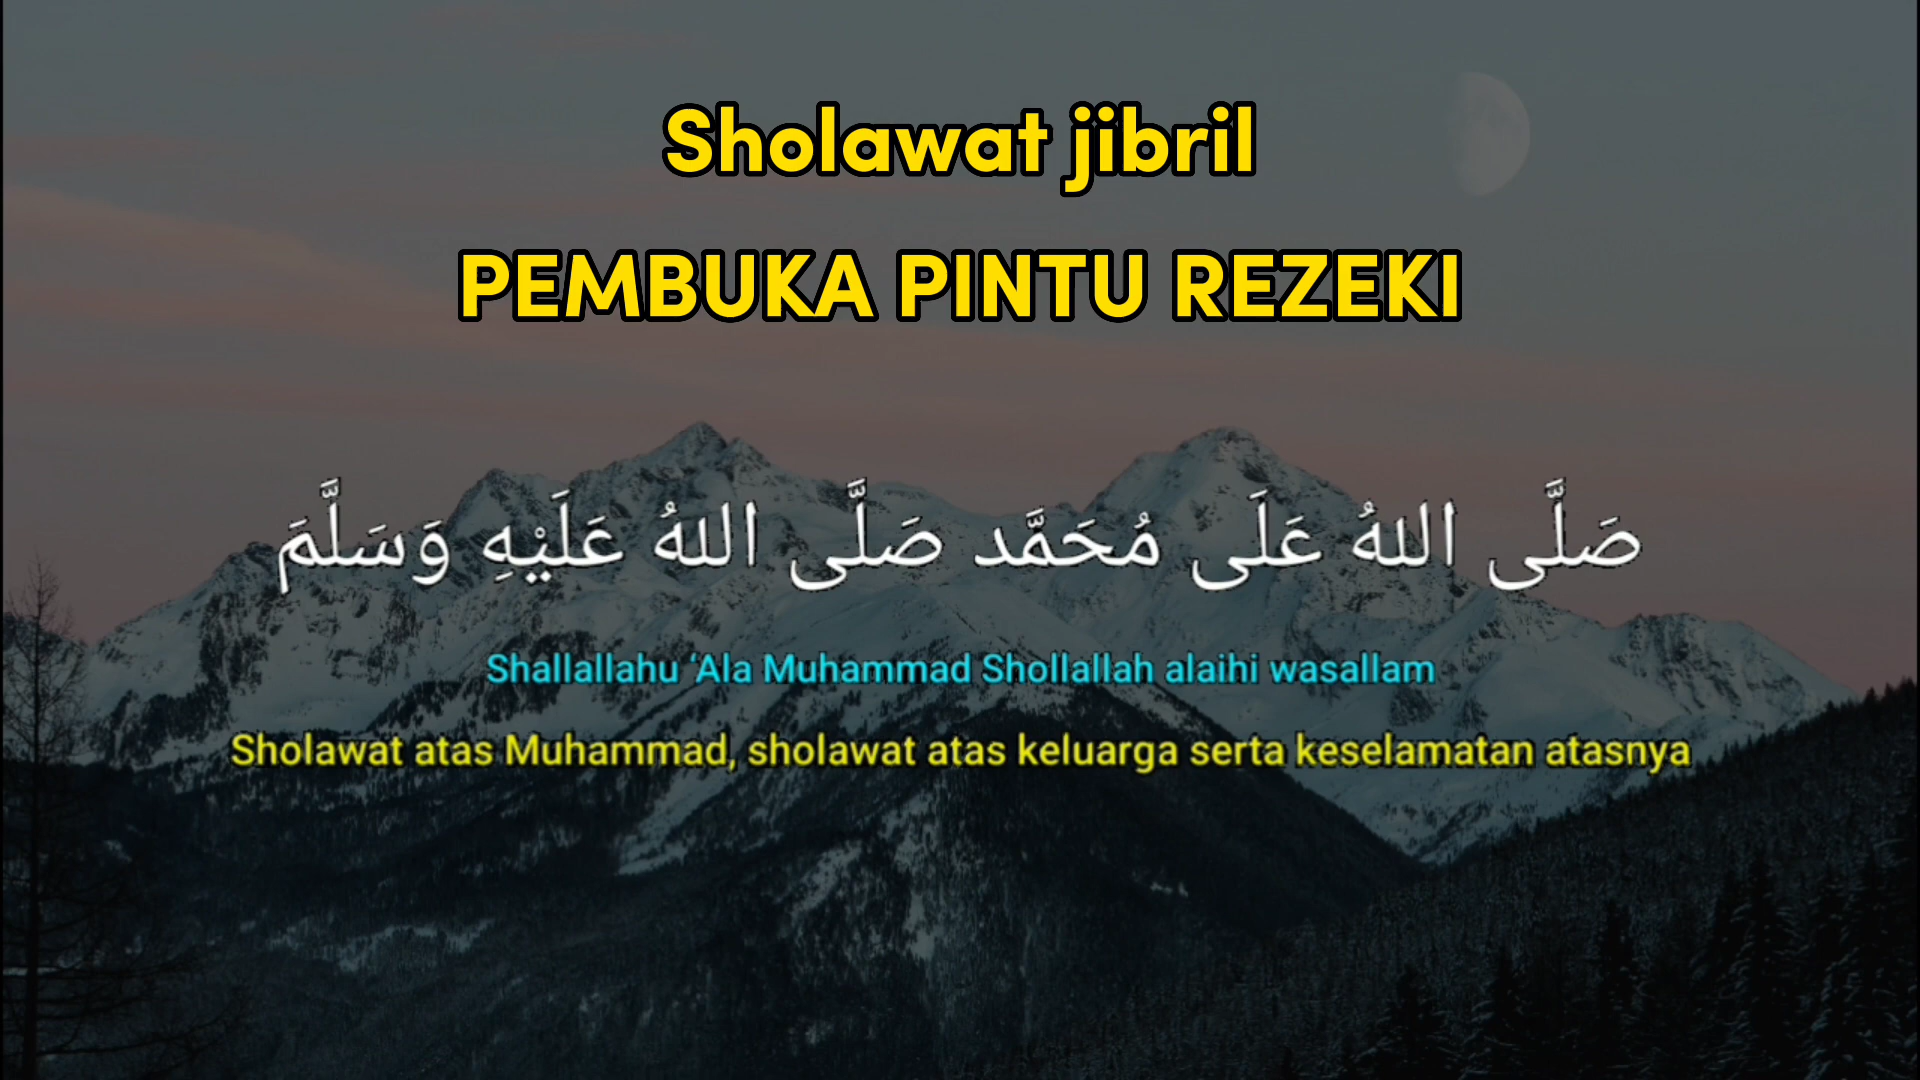 Sholawat jibril
PEMBUKA PINTU REZEKI
صَلَّى اللهُ عَلَى مُحَمَّد صَلَّى اللهُ عَلَيْهِ وَسَلَّمَ
Shallallahu ‘Ala Muhammad Shollallah alaihi wasallam
Sholawat atas Muhammad, sholawat atas keluarga serta keselamatan atasnya